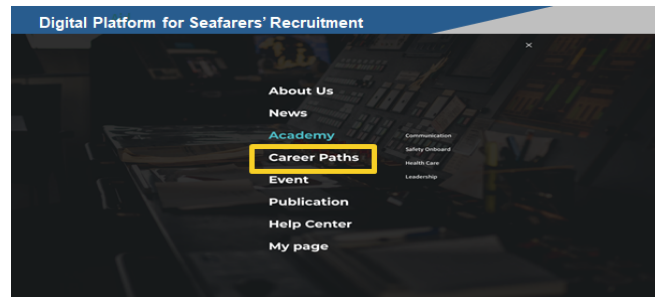 Digital Platform for Seafarers' Recruitment
×
About Us
News
Academy
Communication
Career Paths
Safety Onboard
Health Care
Event
Leadership
Publication
Help Center
My page